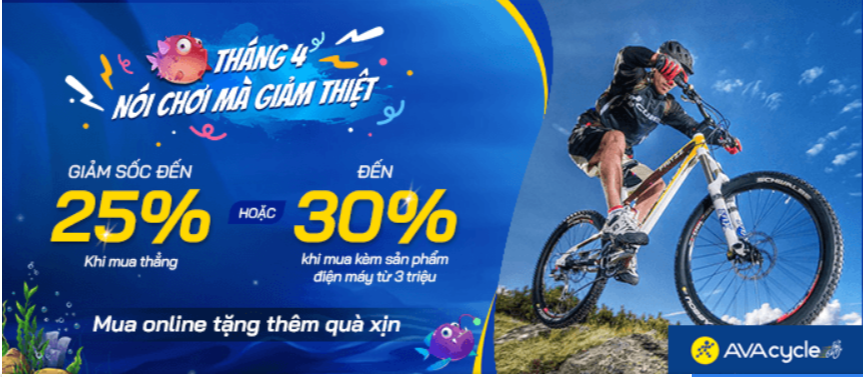 THÁNG 4
NÓI CHƠI MÀ GIẢM THIỆT
GIẢM SỐC ĐẾN
25%
Khi mua thẳng
HOẶC
ĐẾN
30%
khi mua kèm sản phẩm
điện máy từ 3 triệu
Mua online tặng thêm quà xịn
SCHWALBE
AVAcycle